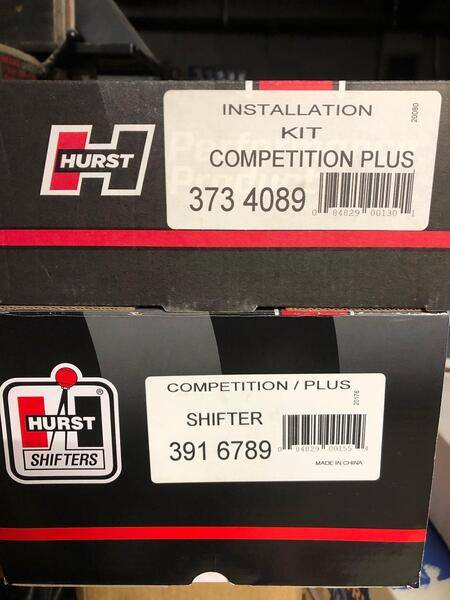 INSTALLATION
KIT
COMPETITION PLUS
373 4089
20080
0 84829 00130 1
HURST
COMPETITION / PLUS
SHIFTER
391 6789
20176
0 84829 00155 4
MADE IN CHINA
HURST
®
SHIFTERS